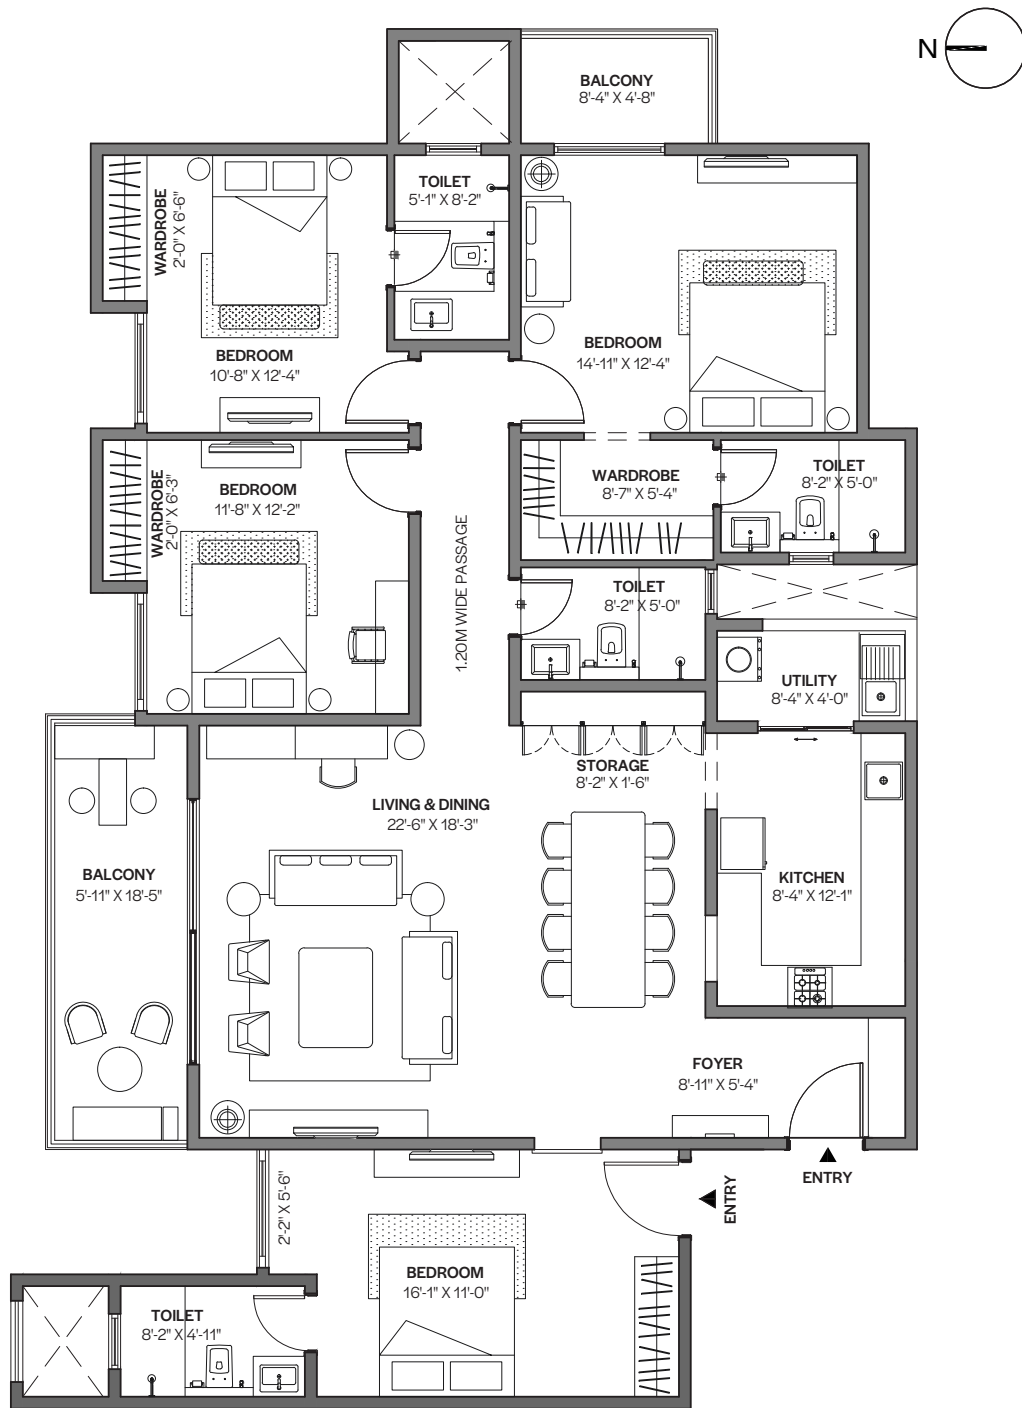 N
BALCONY
8'-4" X 4'-8"
TOILET
5'-1" X 8'-2"
WARDROBE
2'-0" X 6'-6"
BEDROOM
10'-8" X 12'-4"
BEDROOM
14'-11" X 12'-4"
WARDROBE
2'-0" X 6'-3"
BEDROOM
11'-8" X 12'-2"
WARDROBE
8'-7" X 5'-4"
TOILET
8'-2" X 5'-0"
1.20M WIDE PASSAGE
TOILET
8'-2" X 5'-0"
UTILITY
8'-4" X 4'-0"
STORAGE
8'-2" X 1'-6"
LIVING & DINING
22'-6" X 18'-3"
BALCONY
5'-11" X 18'-5"
KITCHEN
8'-4" X 12'-1"
FOYER
8'-11" X 5'-4"
ENTRY
ENTRY
2'-2" X 5'-6"
BEDROOM
16'-1" X 11'-0"
TOILET
8'-2" X 4'-11"